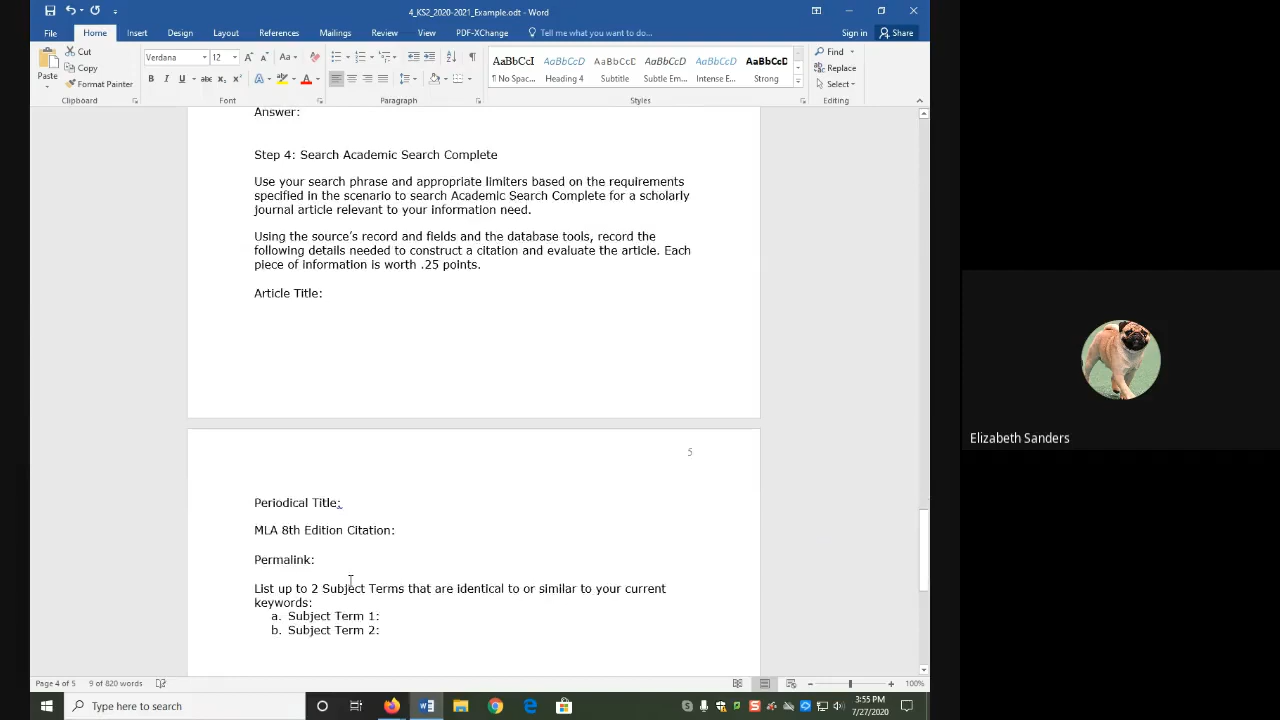 4_KS2_2020-2021_Example.odt - Word
File Home Insert Design Layout References Mailings Review View PDF-XChange Tell me what you want to do... Sign in Share
Paste
Cut
Copy
Format Painter
Clipboard
Verdana 12
Font
Paragraph
AaBbCcI AaBbCcD AaBbCcD AaBbCcD AaBbCcD AaBbCcD
¶ No Spac... Heading 4 Subtitle Subtle Em... Intense E... Strong
Styles
Find
Replace
Select
Editing
Answer:
Step 4: Search Academic Search Complete
Use your search phrase and appropriate limiters based on the requirements
specified in the scenario to search Academic Search Complete for a scholarly
journal article relevant to your information need.
Using the source's record and fields and the database tools, record the
following details needed to construct a citation and evaluate the article. Each
piece of information is worth .25 points.
Article Title:
5
Periodical Title:
MLA 8th Edition Citation:
Permalink:
List up to 2 Subject Terms that are identical to or similar to your current
keywords:
a. Subject Term 1:
b. Subject Term 2:
Page 4 of 5 9 of 820 words 100%
Type here to search
3:55 PM
7/27/2020
Elizabeth Sanders